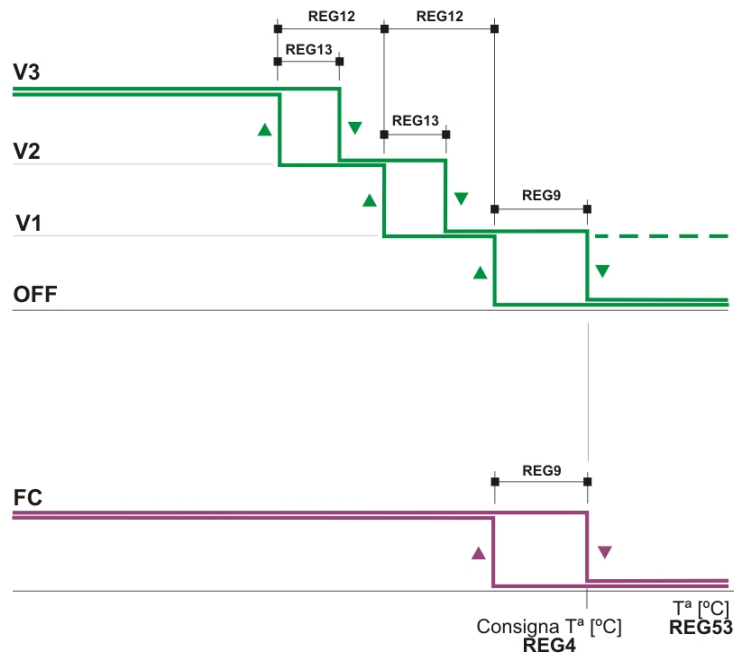 REG12
REG12
REG13
V3
REG13
V2
REG9
V1
OFF
REG9
FC
Consigna Tª [ºC]
REG4
Tª [ºC]
REG53